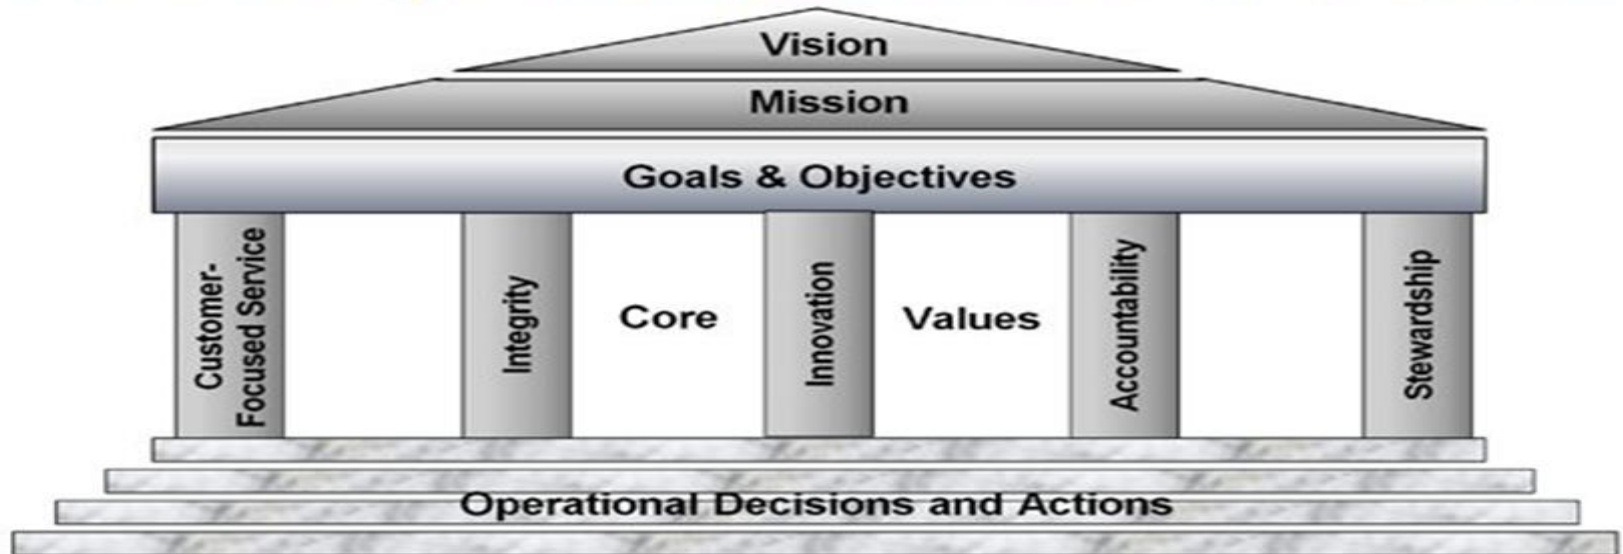 Vision
Mission
Goals & Objectives
Customer-
Focused Service
Integrity
Core
Innovation
Values
Accountability
Stewardship
Operational Decisions and Actions